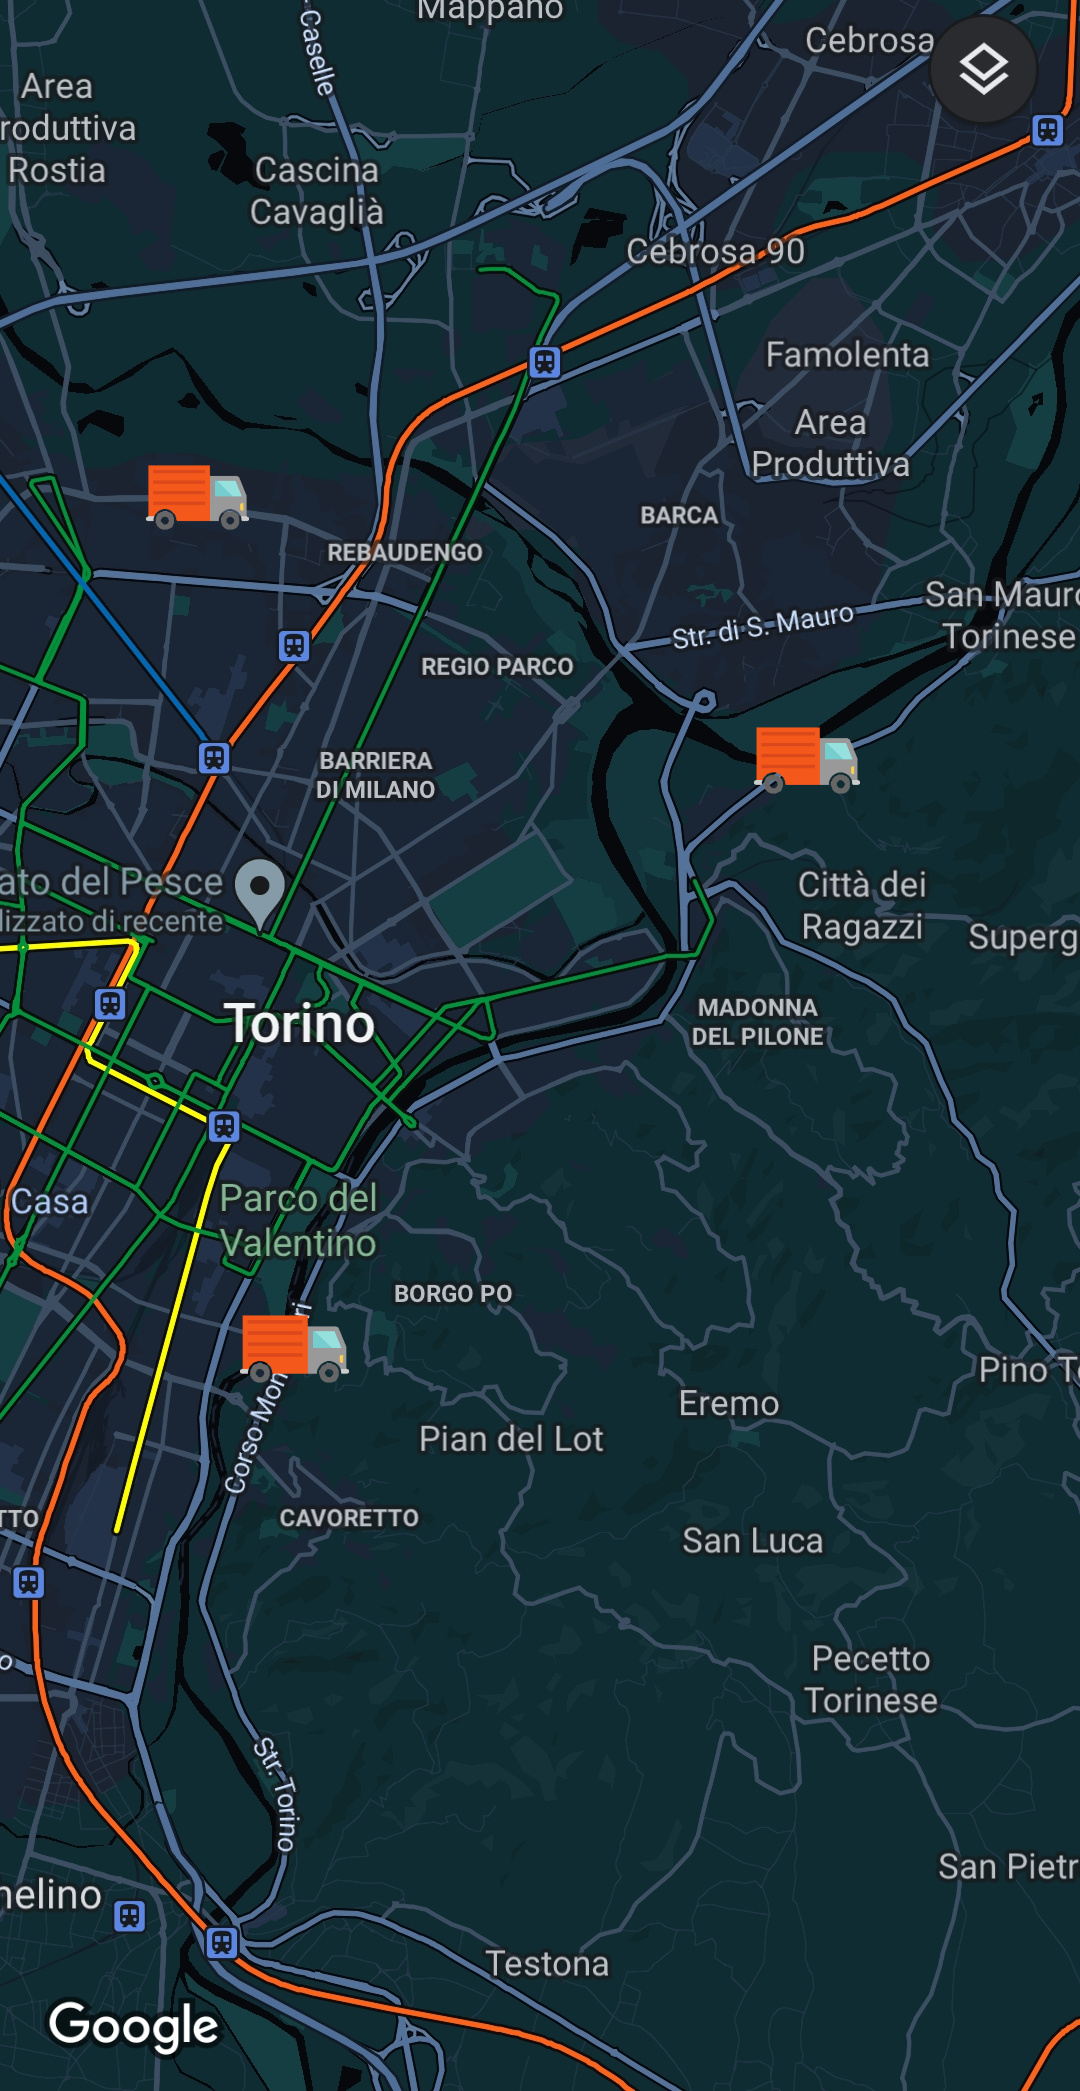 Mappano
Cebrosa
Caselle
Area
roduttiva
Rostia
Cascina
Cavaglià
Cebrosa 90
Famolenta
Area
Produttiva
BARCA
REBAUDENGO
San Mauro
Torinese
Str. di S. Mauro
REGIO PARCO
BARRIERA
DI MILANO
ato del Pesce
lizzato di recente
Città dei
Ragazzi
Superg
Torino
MADONNA
DEL PILONE
Casa
Parco del
Valentino
BORGO PO
ri
Corso Mon
Pino T
Eremo
Pian del Lot
TTO
CAVORETTO
San Luca
o
Pecetto
Torinese
Str. Torino
San Pietr
nelino
Testona
Google